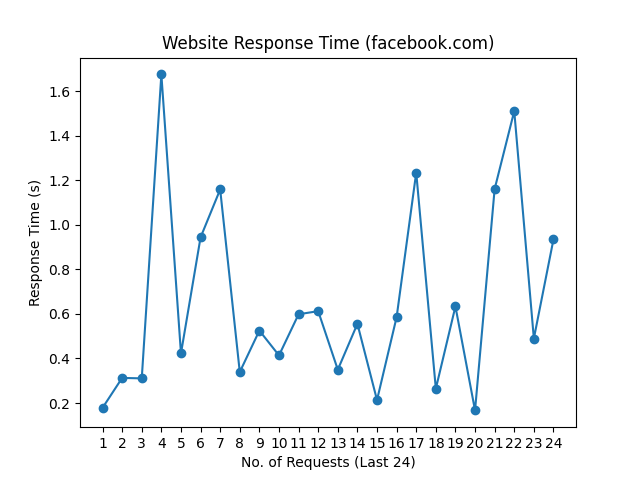 Website Response Time (facebook.com)
Response Time (s)
1.6
1.4
1.2
1.0
0.8
0.6
0.4
0.2
1 2 3 4 5 6 7 8 9 10 11 12 13 14 15 16 17 18 19 20 21 22 23 24
No. of Requests (Last 24)